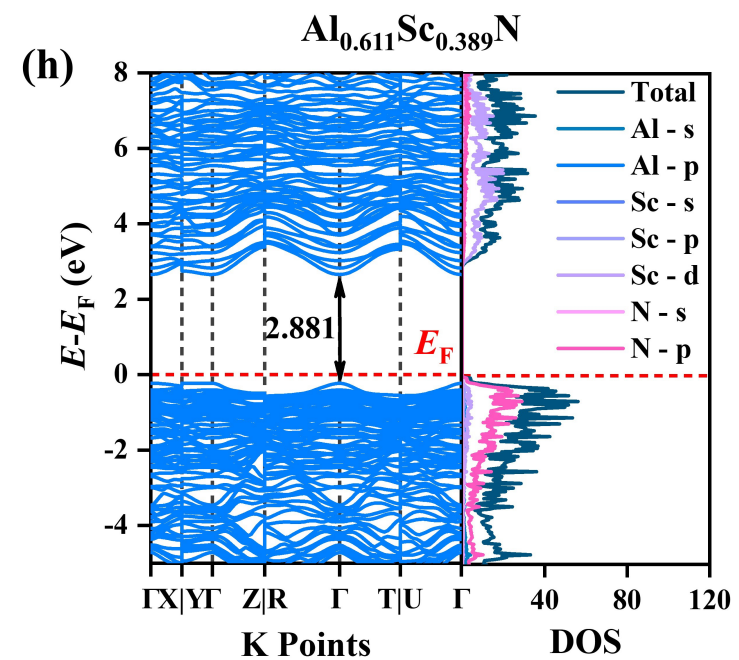 Al0.611Sc0.389N
(h)
8
6
4
2
0
-2
-4
E-EF (eV)
2.881
EF
Total
Al - s
Al - p
Sc - s
Sc - p
Sc - d
N - s
N - p
ΓX|YΓ Z|R Γ T|U Γ 40 80 120
K Points DOS